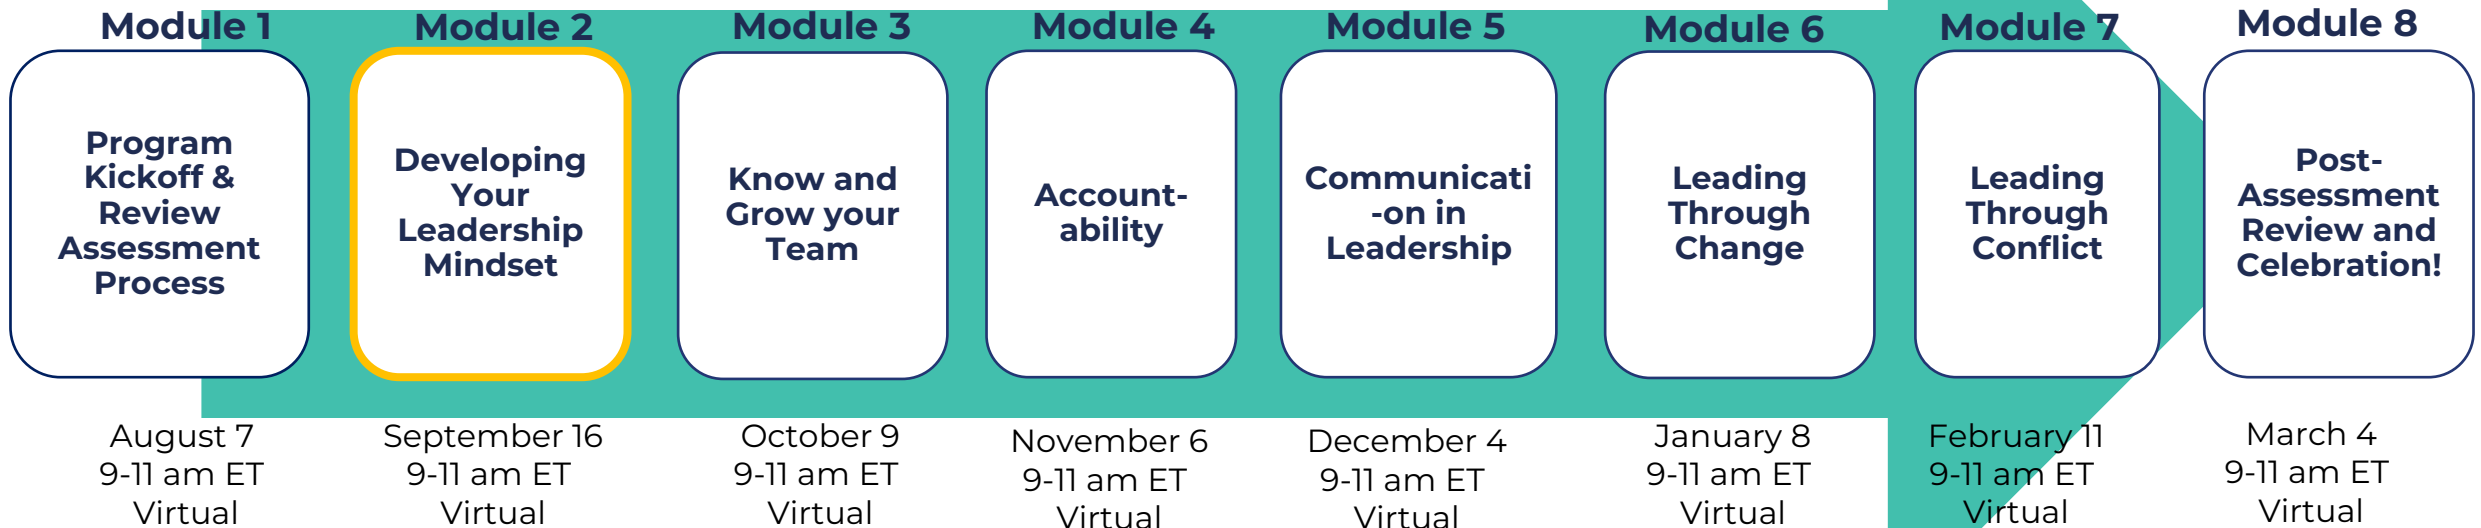 Module 1
Program
Kickoff &
Review
Assessment
Process
August 7
9-11 am ET
Virtual
Module 2
Developing
Your
Leadership
Mindset
September 16
9-11 am ET
Virtual
Module 3
Know and
Grow your
Team
October 9
9-11 am ET
Virtual
Module 4
Account-
ability
November 6
9-11 am ET
Virtual
Module 5
Communicati
-on in
Leadership
December 4
9-11 am ET
Virtual
Module 6
Leading
Through
Change
January 8
9-11 am ET
Virtual
Module 7
Leading
Through
Conflict
February 11
9-11 am ET
Virtual
Module 8
Post-
Assessment
Review and
Celebration!
March 4
9-11 am ET
Virtual